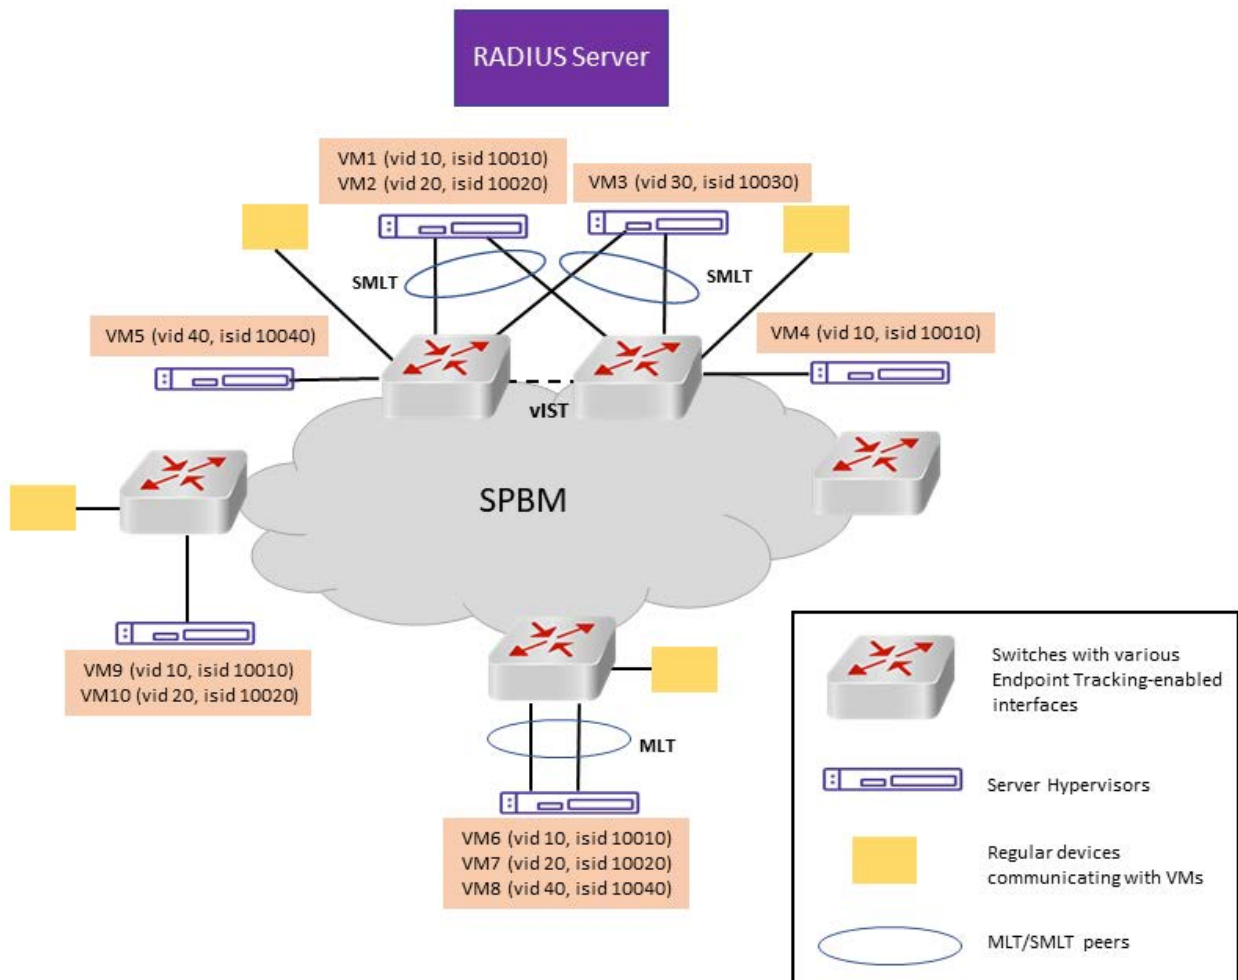 RADIUS Server
VM1 (vid 10, isid 10010)
VM2 (vid 20, isid 10020)
VM3 (vid 30, isid 10030)
SMLT
SMLT
VM5 (vid 40, isid 10040)
VM4 (vid 10, isid 10010)
vIST
SPBM
VM9 (vid 10, isid 10010)
VM10 (vid 20, isid 10020)
MLT
VM6 (vid 10, isid 10010)
VM7 (vid 20, isid 10020)
VM8 (vid 40, isid 10040)
Switches with various
Endpoint Tracking-enabled
interfaces
Server Hypervisors
Regular devices
communicating with VMs
MLT/SMLT peers